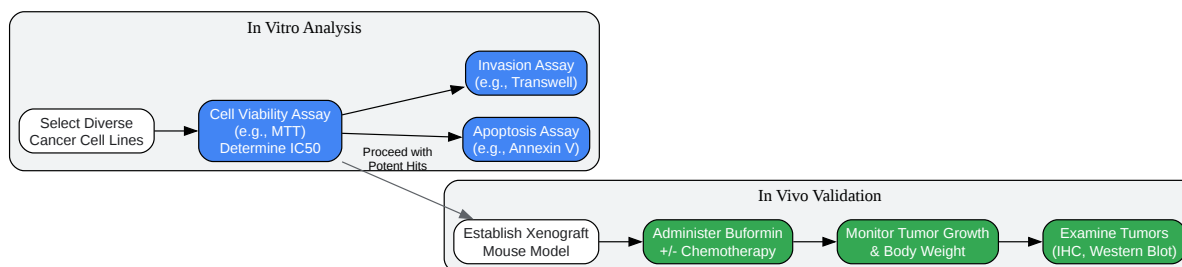 In Vitro Analysis
Select Diverse
Cancer Cell Lines
Cell Viability Assay
(e.g., MTT)
Determine IC50
Invasion Assay
(e.g., Transwell)
Apoptosis Assay
(e.g., Annexin V)
Proceed with
Potent Hits
In Vivo Validation
Establish Xenograft
Mouse Model
Administer Buformin
+/- Chemotherapy
Monitor Tumor Growth
& Body Weight
Examine Tumors
(IHC, Western Blot)